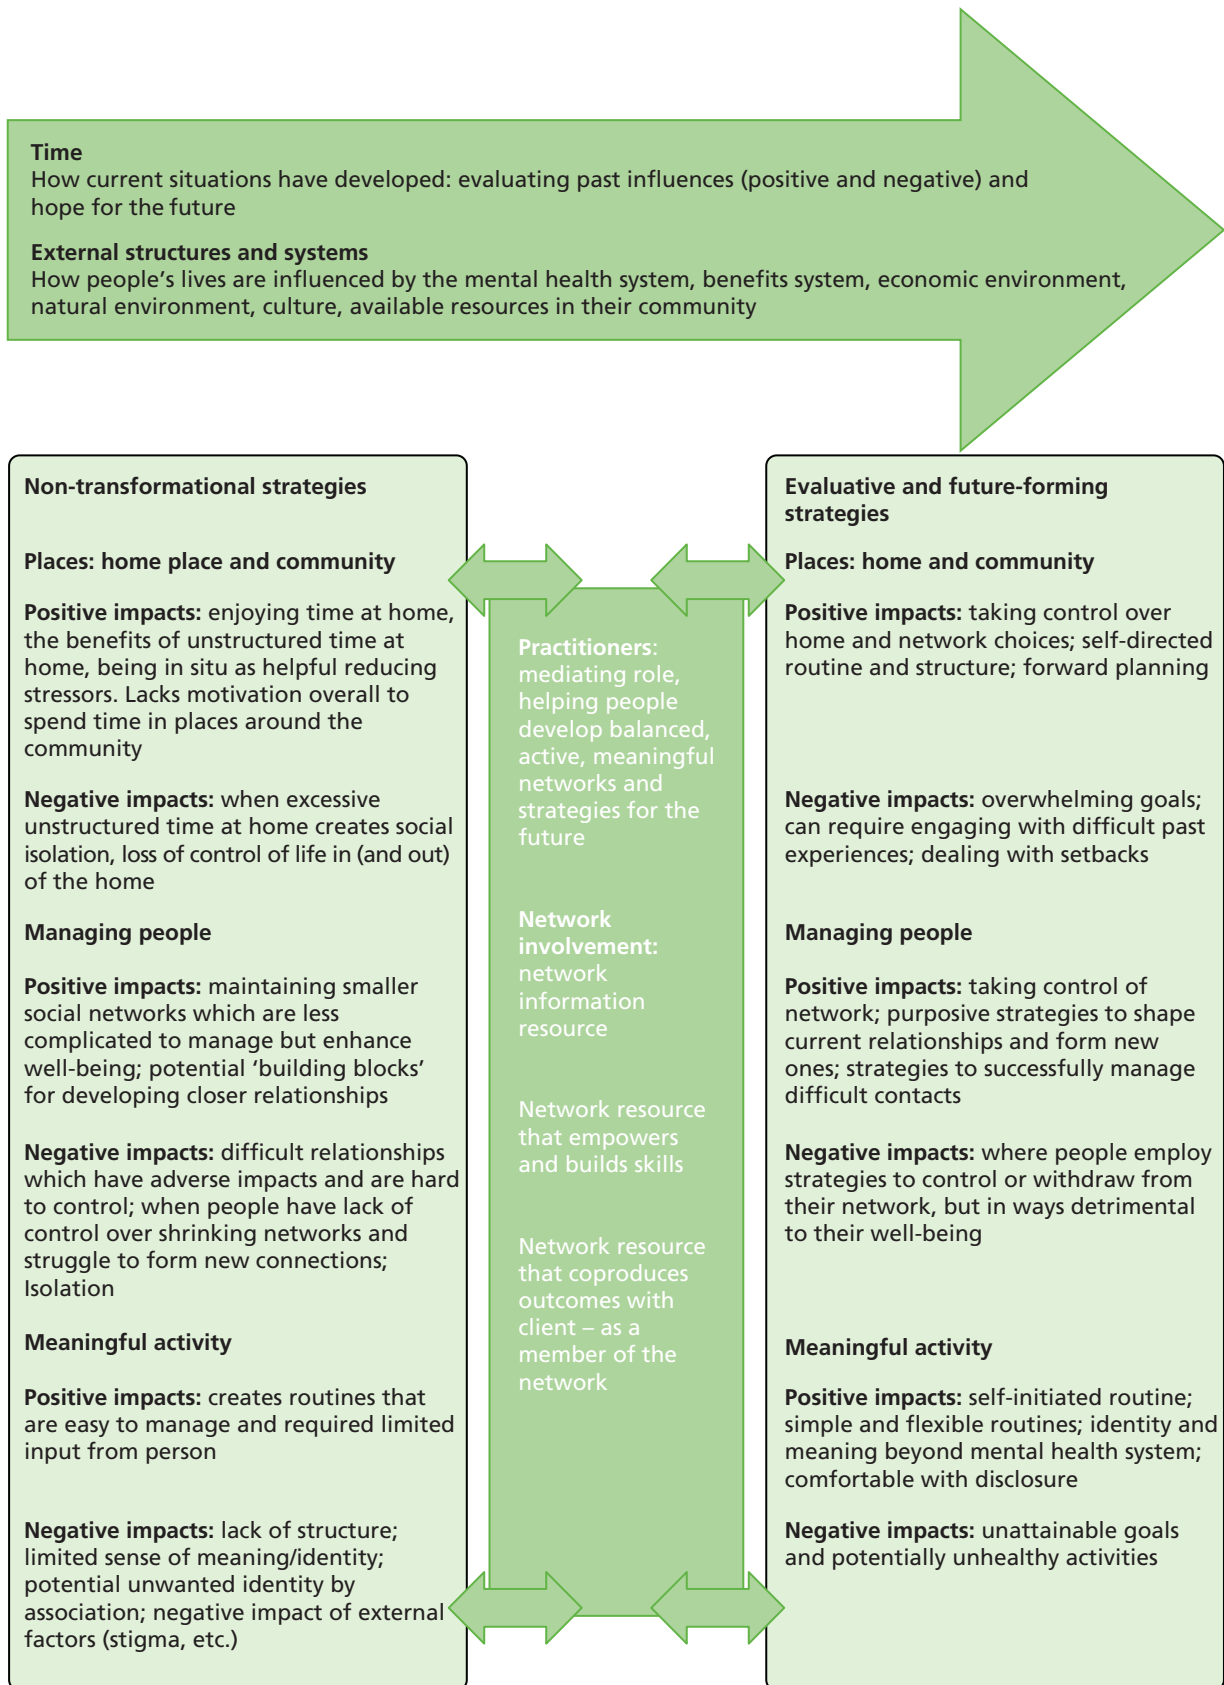 Time
How current situations have developed: evaluating past influences (positive and negative) and
hope for the future
External structures and systems
How people’s lives are influenced by the mental health system, benefits system, economic environment,
natural environment, culture, available resources in their community
Non-transformational strategies
Places: home place and community
Positive impacts: enjoying time at home,
the benefits of unstructured time at
home, being in situ as helpful reducing
stressors. Lacks motivation overall to
spend time in places around the
community
Negative impacts: when excessive
unstructured time at home creates social
isolation, loss of control of life in (and out)
of the home
Managing people
Positive impacts: maintaining smaller
social networks which are less
complicated to manage but enhance
well-being; potential ‘building blocks’
for developing closer relationships
Negative impacts: difficult relationships
which have adverse impacts and are hard
to control; when people have lack of
control over shrinking networks and
struggle to form new connections;
Isolation
Meaningful activity
Positive impacts: creates routines that
are easy to manage and required limited
input from person
Negative impacts: lack of structure;
limited sense of meaning/identity;
potential unwanted identity by
association; negative impact of external
factors (stigma, etc.)
Practitioners:
mediating role,
helping people
develop balanced,
active, meaningful
networks and
strategies for the
future
Network
involvement:
network
information
resource
Network resource
that empowers
and builds skills
Network resource
that coproduces
outcomes with
client – as a
member of the
network
Evaluative and future-forming
strategies
Places: home and community
Positive impacts: taking control over
home and network choices; self-directed
routine and structure; forward planning
Negative impacts: overwhelming goals;
can require engaging with difficult past
experiences; dealing with setbacks
Managing people
Positive impacts: taking control of
network; purposive strategies to shape
current relationships and form new
ones; strategies to successfully manage
difficult contacts
Negative impacts: where people employ
strategies to control or withdraw from
their network, but in ways detrimental
to their well-being
Meaningful activity
Positive impacts: self-initiated routine;
simple and flexible routines; identity and
meaning beyond mental health system;
comfortable with disclosure
Negative impacts: unattainable goals
and potentially unhealthy activities